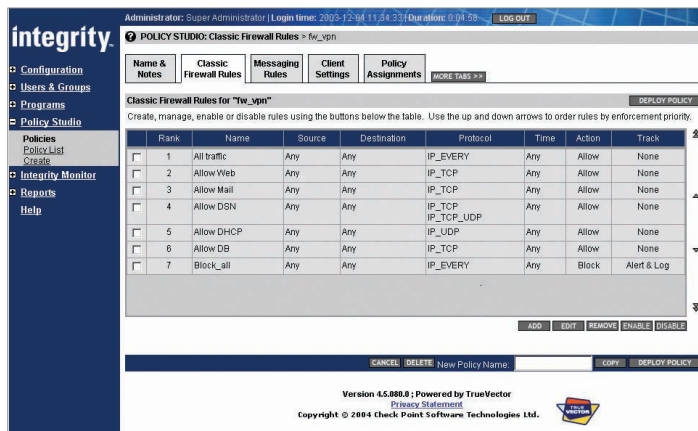 integrity.
Administrator: Super Administrator | Login time: 2003-12-04 11:34:33 | Duration: 0:04:58 LOG OUT
POLICY STUDIO: Classic Firewall Rules > fw_vpn
Configuration
Users & Groups
Programs
Policy Studio
Policies
Policy List
Create
Integrity Monitor
Reports
Help
Name & Notes
Classic Firewall Rules
Messaging Rules
Client Settings
Policy Assignments
MORE TABS >>
Classic Firewall Rules for "fw_vpn" DEPLOY POLICY
Create, manage, enable or disable rules using the buttons below the table. Use the up and down arrows to order rules by enforcement priority.
Rank Name Source Destination Protocol Time Action Track
1 All traffic Any Any IP_EVERY Any Allow None
2 Allow Web Any Any IP_TCP Any Allow None
3 Allow Mail Any Any IP_TCP Any Allow None
4 Allow DSN Any Any IP_TCP Any Allow None
IP_TCP_UDP
5 Allow DHCP Any Any IP_UDP Any Allow None
6 Allow DB Any Any IP_TCP Any Allow None
7 Block_all Any Any IP_EVERY Any Block Alert & Log
ADD EDIT REMOVE ENABLE DISABLE
CANCEL DELETE New Policy Name: COPY DEPLOY POLICY
Version 4.5.080.0 ; Powered by TrueVector
Privacy Statement
Copyright © 2004 Check Point Software Technologies Ltd.
TRUE VECTOR